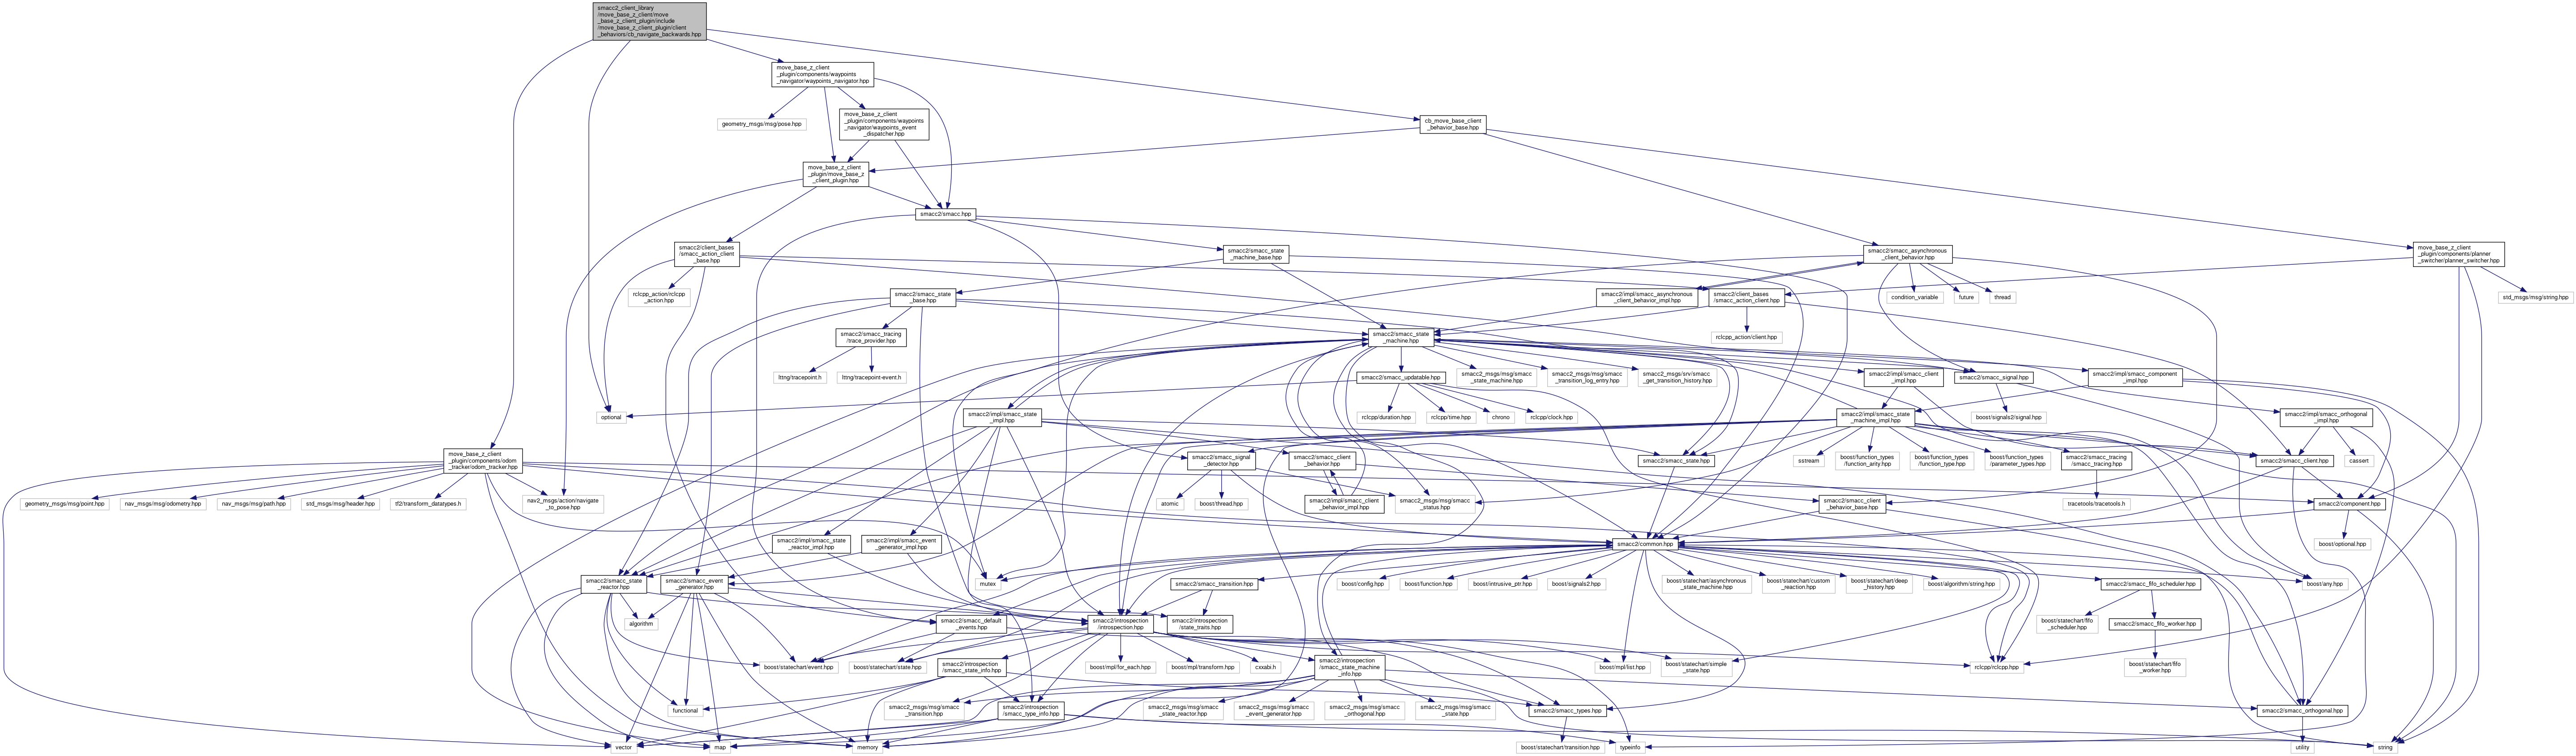 smacc2_client_library
/move_base_z_client/move
_base_z_client_plugin/include
/move_base_z_client_plugin/client
_behaviors/cb_navigate_backwards.hpp
move_base_z_client
_plugin/components/waypoints
_navigator/waypoints_navigator.hpp
geometry_msgs/msg/pose.hpp
move_base_z_client
_plugin/components/waypoints
_navigator/waypoints_event
_dispatcher.hpp
cb_move_base_client
_behavior_base.hpp
move_base_z_client
_plugin/move_base_z
_client_plugin.hpp
smacc2/smacc.hpp
smacc2/client_bases
/smacc_action_client
_base.hpp
smacc2/smacc_state
_machine_base.hpp
smacc2/smacc_asynchronous
_client_behavior.hpp
move_base_z_client
_plugin/components/planner
_switcher/planner_switcher.hpp
rclcpp_action/rclcpp
_action.hpp
smacc2/smacc_state
_base.hpp
smacc2/impl/smacc_asynchronous
_client_behavior_impl.hpp
smacc2/client_bases
/smacc_action_client.hpp
condition_variable
future
thread
std_msgs/msg/string.hpp
smacc2/smacc_tracing
/trace_provider.hpp
smacc2/smacc_state
_machine.hpp
rclcpp_action/client.hpp
lttng/tracepoint.h
lttng/tracepoint-event.h
smacc2/smacc_updatable.hpp
smacc2_msgs/msg/smacc
_state_machine.hpp
smacc2_msgs/msg/smacc
_transition_log_entry.hpp
smacc2_msgs/srv/smacc
_get_transition_history.hpp
smacc2/impl/smacc_client
_impl.hpp
smacc2/smacc_signal.hpp
smacc2/impl/smacc_component
_impl.hpp
optional
smacc2/impl/smacc_state
_impl.hpp
rclcpp/duration.hpp
rclcpp/time.hpp
chrono
rclcpp/clock.hpp
smacc2/impl/smacc_state
_machine_impl.hpp
boost/signals2/signal.hpp
smacc2/impl/smacc_orthogonal
_impl.hpp
move_base_z_client
_plugin/components/odom
_tracker/odom_tracker.hpp
smacc2/smacc_signal
_detector.hpp
smacc2/smacc_client
_behavior.hpp
smacc2/smacc_state.hpp
sstream
boost/function_types
/function_arity.hpp
boost/function_types
/function_type.hpp
boost/function_types
/parameter_types.hpp
smacc2/smacc_tracing
/smacc_tracing.hpp
smacc2/smacc_client.hpp
cassert
geometry_msgs/msg/point.hpp
nav_msgs/msg/odometry.hpp
nav_msgs/msg/path.hpp
std_msgs/msg/header.hpp
tf2/transform_datatypes.h
nav2_msgs/action/navigate
_to_pose.hpp
atomic
boost/thread.hpp
smacc2/impl/smacc_client
_behavior_impl.hpp
smacc2_msgs/msg/smacc
_status.hpp
smacc2/smacc_client
_behavior_base.hpp
tracetools/tracetools.h
smacc2/component.hpp
smacc2/impl/smacc_state
_reactor_impl.hpp
smacc2/impl/smacc_event
_generator_impl.hpp
smacc2/common.hpp
boost/optional.hpp
smacc2/smacc_state
_reactor.hpp
smacc2/smacc_event
_generator.hpp
mutex
smacc2/smacc_transition.hpp
boost/config.hpp
boost/function.hpp
boost/intrusive_ptr.hpp
boost/signals2.hpp
boost/statechart/asynchronous
_state_machine.hpp
boost/statechart/custom
_reaction.hpp
boost/statechart/deep
_history.hpp
boost/algorithm/string.hpp
smacc2/smacc_fifo_scheduler.hpp
boost/any.hpp
algorithm
smacc2/smacc_default
_events.hpp
smacc2/introspection
/introspection.hpp
smacc2/introspection
/state_traits.hpp
boost/statechart/fifo
_scheduler.hpp
smacc2/smacc_fifo_worker.hpp
boost/statechart/event.hpp
boost/statechart/state.hpp
smacc2/introspection
/smacc_state_info.hpp
boost/mpl/for_each.hpp
boost/mpl/transform.hpp
cxxabi.h
smacc2/introspection
/smacc_state_machine
_info.hpp
boost/mpl/list.hpp
boost/statechart/simple
_state.hpp
rclcpp/rclcpp.hpp
boost/statechart/fifo
_worker.hpp
functional
smacc2_msgs/msg/smacc
_transition.hpp
smacc2/introspection
/smacc_type_info.hpp
smacc2_msgs/msg/smacc
_state_reactor.hpp
smacc2_msgs/msg/smacc
_event_generator.hpp
smacc2_msgs/msg/smacc
_orthogonal.hpp
smacc2_msgs/msg/smacc
_state.hpp
smacc2/smacc_types.hpp
smacc2/smacc_orthogonal.hpp
vector
map
memory
boost/statechart/transition.hpp
typeinfo
utility
string